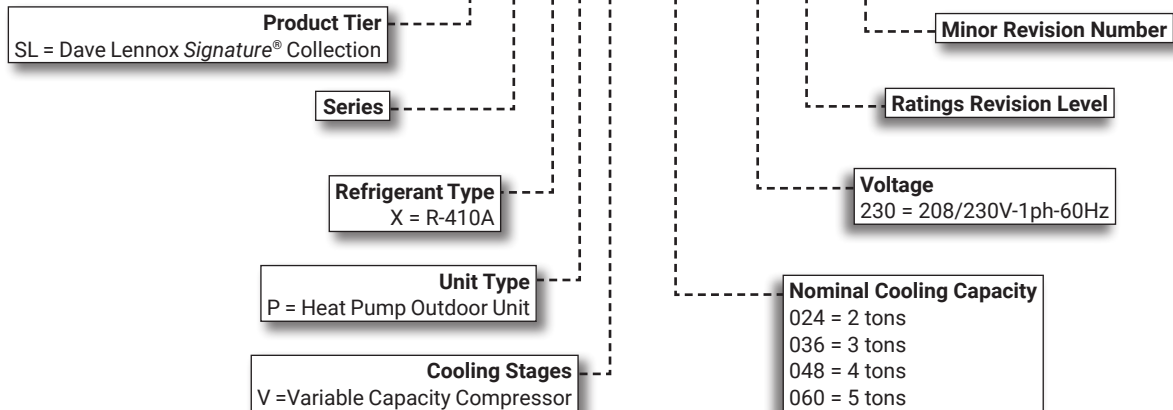 Product Tier
SL = Dave Lennox Signature® Collection
Series
Refrigerant Type
X = R-410A
Unit Type
P = Heat Pump Outdoor Unit
Cooling Stages
V =Variable Capacity Compressor
Minor Revision Number
Ratings Revision Level
Voltage
230 = 208/230V-1ph-60Hz
Nominal Cooling Capacity
024 = 2 tons
036 = 3 tons
048 = 4 tons
060 = 5 tons